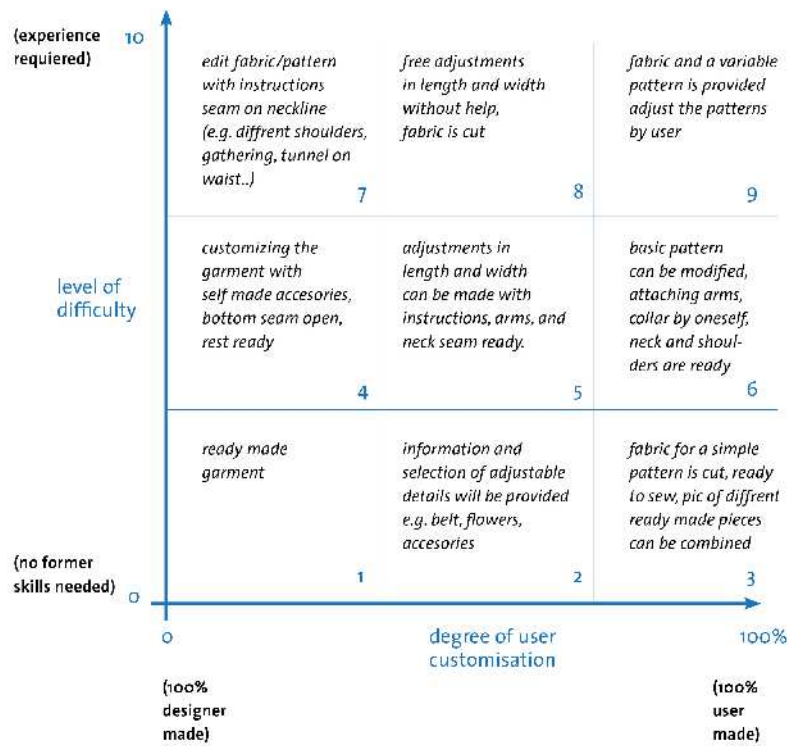 (experience
requiered)
10
edit fabric/pattern
with instructions
seam on neckline
(e.g. diffrent shoulders,
gathering, tunnel on
waist..)
7
free adjustments
in length and width
without help,
fabric is cut
8
fabric and a variable
pattern is provided
adjust the patterns
by user
9
level of
difficulty
customizing the
garment with
self made accesories,
bottom seam open,
rest ready
4
adjustments in
length and width
can be made with
instructions, arms, and
neck seam ready.
5
basic pattern
can be modified,
attaching arms,
collar by oneself,
neck and shoul-
ders are ready
6
ready made
garment
1
information and
selection of adjustable
details will be provided
e.g. belt, flowers,
accesories
2
fabric for a simple
pattern is cut, ready
to sew, pic of diffrent
ready made pieces
can be combined
3
(no former
skills needed)
0
0
degree of user
customisation
100%
(100%
designer
made)
(100%
user
made)